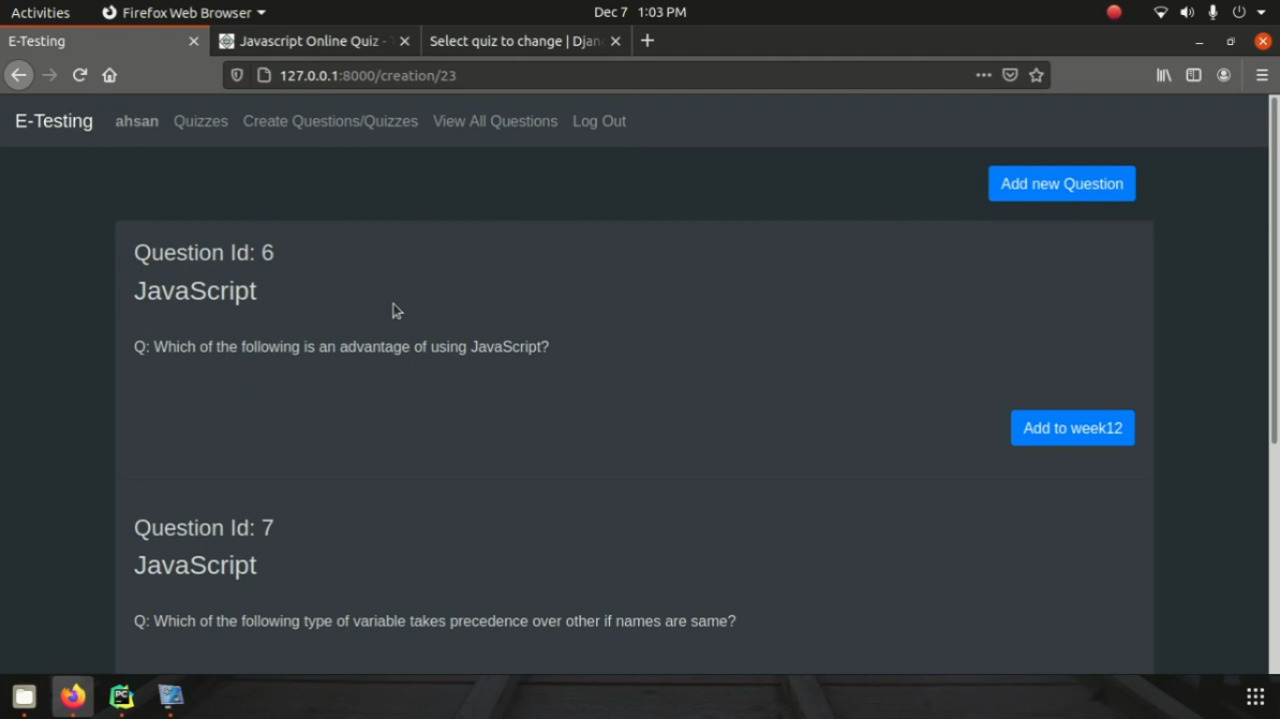 Activities Firefox Web Browser Dec 7 1:03 PM
E-Testing Javascript Online Quiz - Select quiz to change | Djan
127.0.0.1:8000/creation/23
E-Testing ahsan Quizzes Create Questions/Quizzes View All Questions Log Out
Add new Question
Question Id: 6
JavaScript
Q: Which of the following is an advantage of using JavaScript?
Add to week12
Question Id: 7
JavaScript
Q: Which of the following type of variable takes precedence over other if names are same?